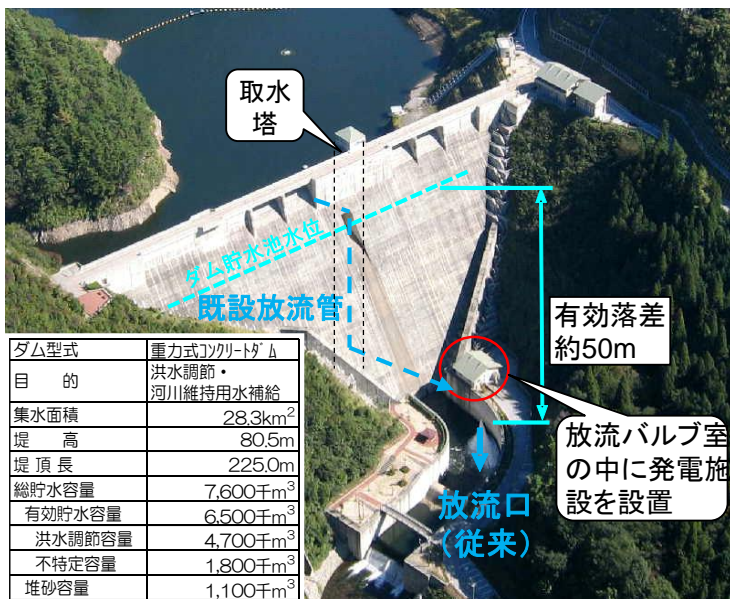 取水
塔
ダム貯水池水位
既設放流管
有効落差
約50m
放流バルブ室
の中に発電施
設を設置
放流口
(従来)
ダム型式 重力式コンクリートダム
目 的 洪水調節・
河川維持用水補給
集水面積 28.3km²
堤 高 80.5m
堤頂長 225.0m
総貯水容量 7,600千m³
有効貯水容量 6,500千m³
洪水調節容量 4,700千m³
不特定容量 1,800千m³
堆砂容量 1,100千m³